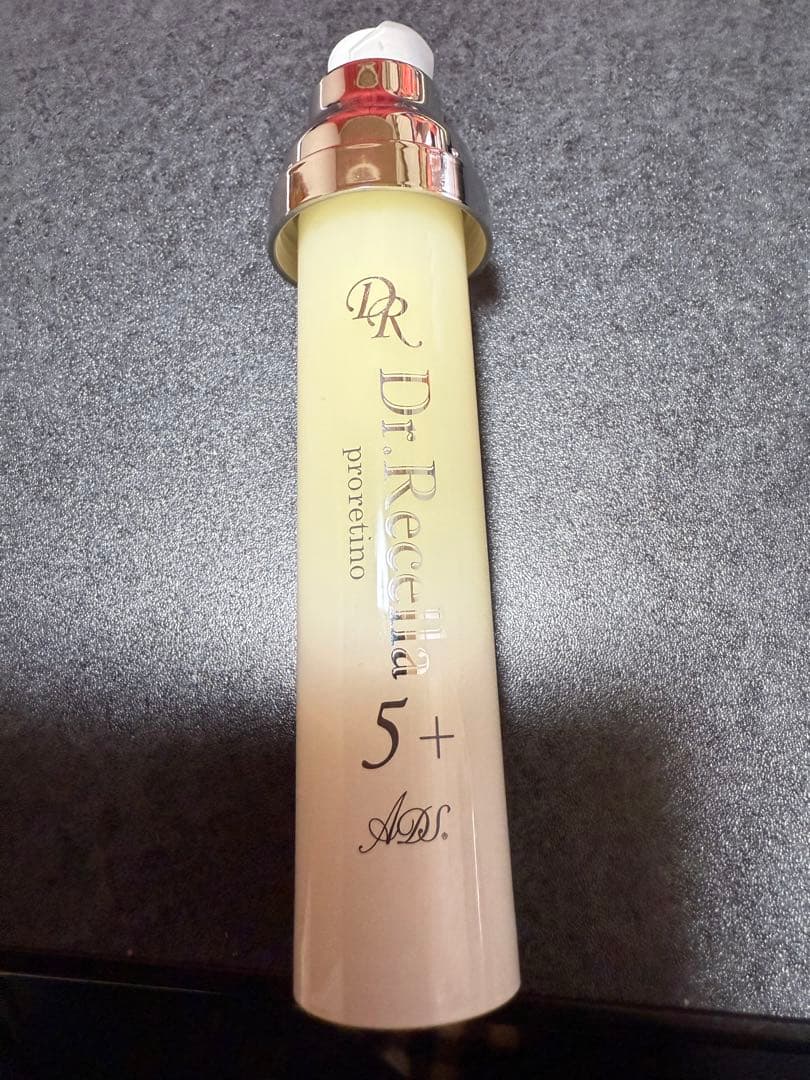 DR
Dr.Recella
proretino
5+
ADS®